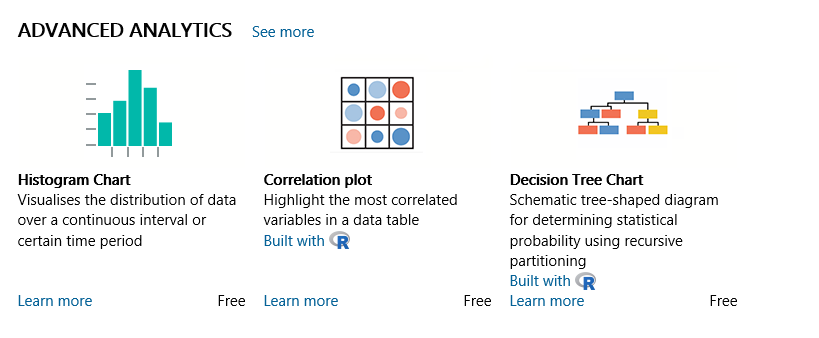 ADVANCED ANALYTICS See more
Histogram Chart
Visualises the distribution of data
over a continuous interval or
certain time period
Learn more Free
Correlation plot
Highlight the most correlated
variables in a data table
Built with R
Learn more Free
Decision Tree Chart
Schematic tree-shaped diagram
for determining statistical
probability using recursive
partitioning
Built with R
Learn more Free